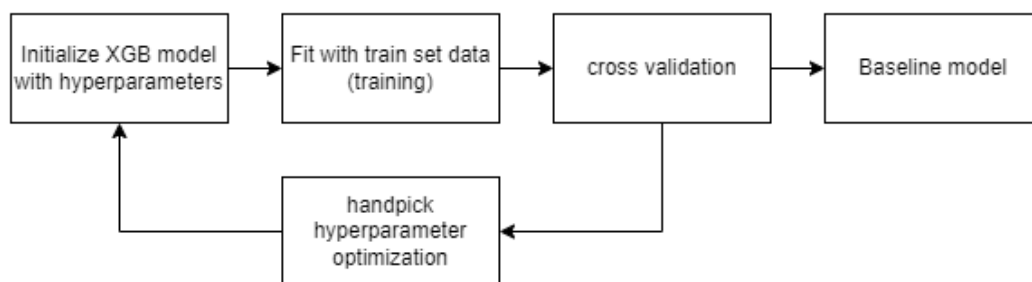 Initialize XGB model
with hyperparameters
Fit with train set data
(training)
cross validation
Baseline model
handpick
hyperparameter
optimization